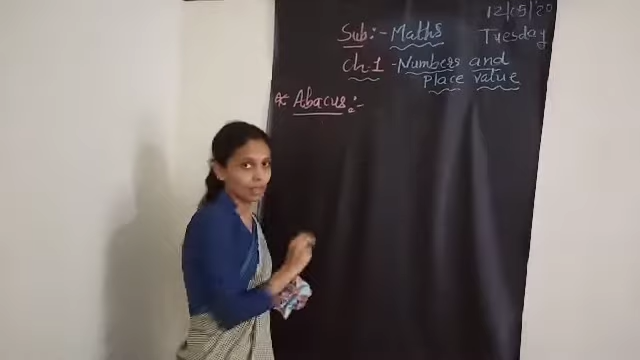 12/05/20
Sub:- Maths
Tuesday
Ch.1 - Numbers and
Place value
* Abacus:-